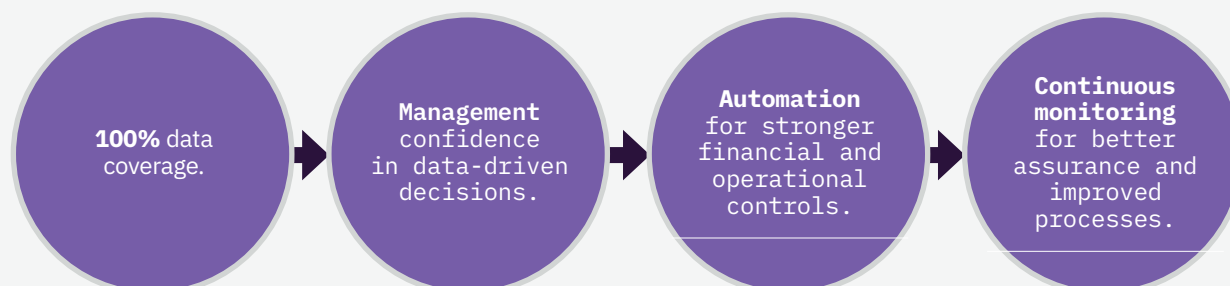 100% data
coverage.
Management
confidence
in data-driven
decisions.
Automation
for stronger
financial and
operational
controls.
Continuous
monitoring
for better
assurance and
improved
processes.